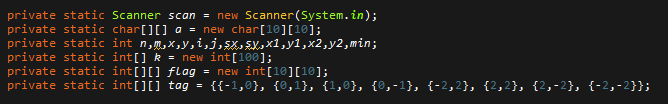 private static Scanner scan = new Scanner(System.in);
private static char[][] a = new char[10][10];
private static int n,m,x,y,i,j,sx,sy,x1,y1,x2,y2,min;
private static int[] k = new int[100];
private static int[][] flag = new int[10][10];
private static int[][] tag = {{-1,0}, {0,1}, {1,0}, {0,-1}, {-2,2}, {2,2}, {2,-2}, {-2,-2}};